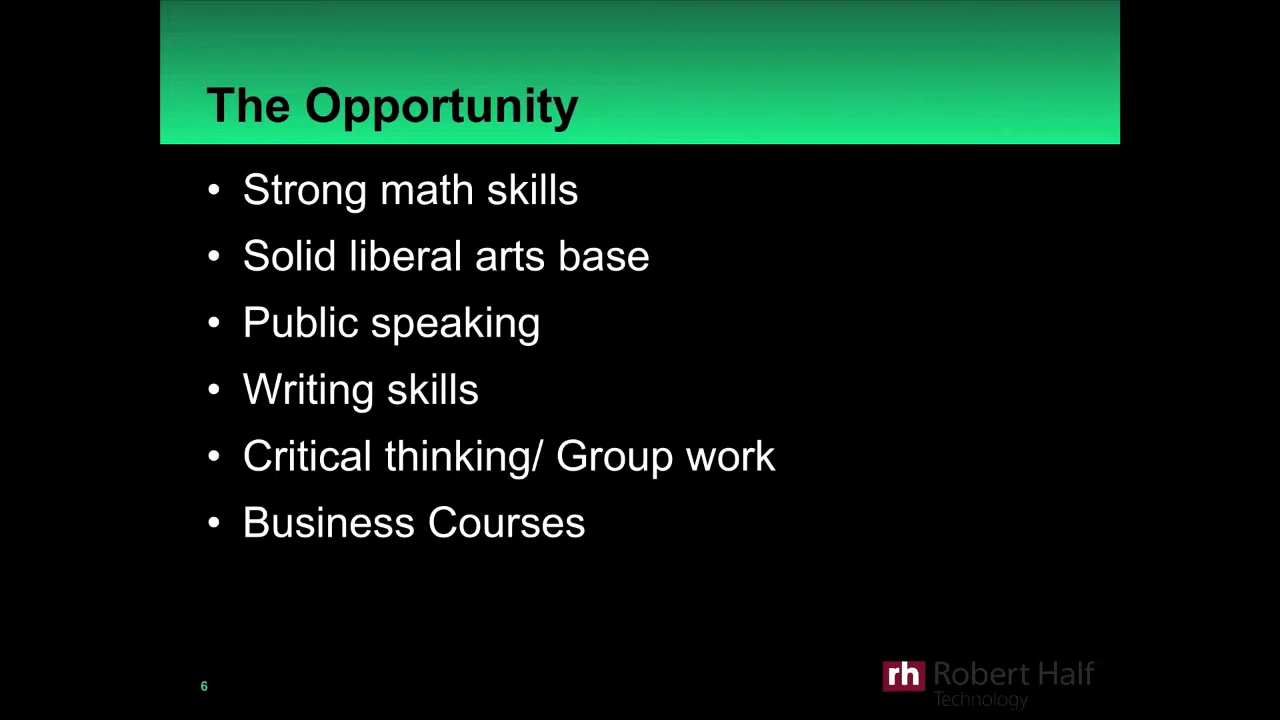 The Opportunity
• Strong math skills
• Solid liberal arts base
• Public speaking
• Writing skills
• Critical thinking/ Group work
• Business Courses
6
rh Robert Half
Technology